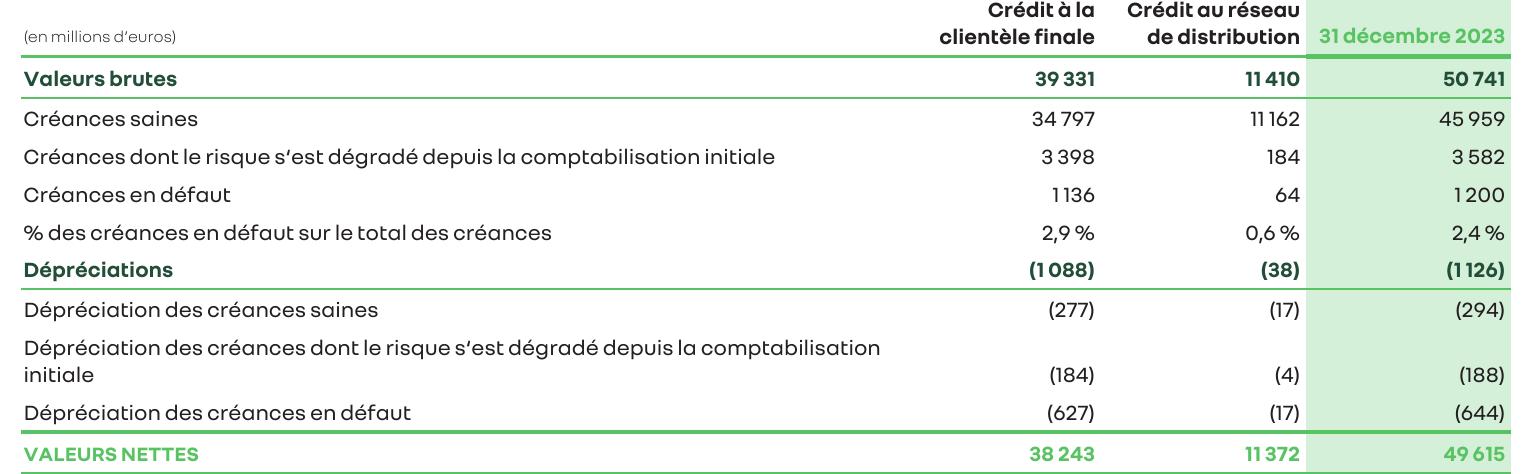 Crédit à la clientèle finale Crédit au réseau de distribution
(en millions d’euros) 31 décembre 2023
Valeurs brutes 39 331 11 410 50 741
Créances saines 34 797 11 162 45 959
Créances dont le risque s’est dégradé depuis la comptabilisation initiale 3 398 184 3 582
Créances en défaut 1 136 64 1 200
% des créances en défaut sur le total des créances 2,9 % 0,6 % 2,4 %
Dépréciations (1 088) (38) (1 126)
Dépréciation des créances saines (277) (17) (294)
Dépréciation des créances dont le risque s’est dégradé depuis la comptabilisation
initiale (184) (4) (188)
Dépréciation des créances en défaut (627) (17) (644)
VALEURS NETTES 38 243 11 372 49 615